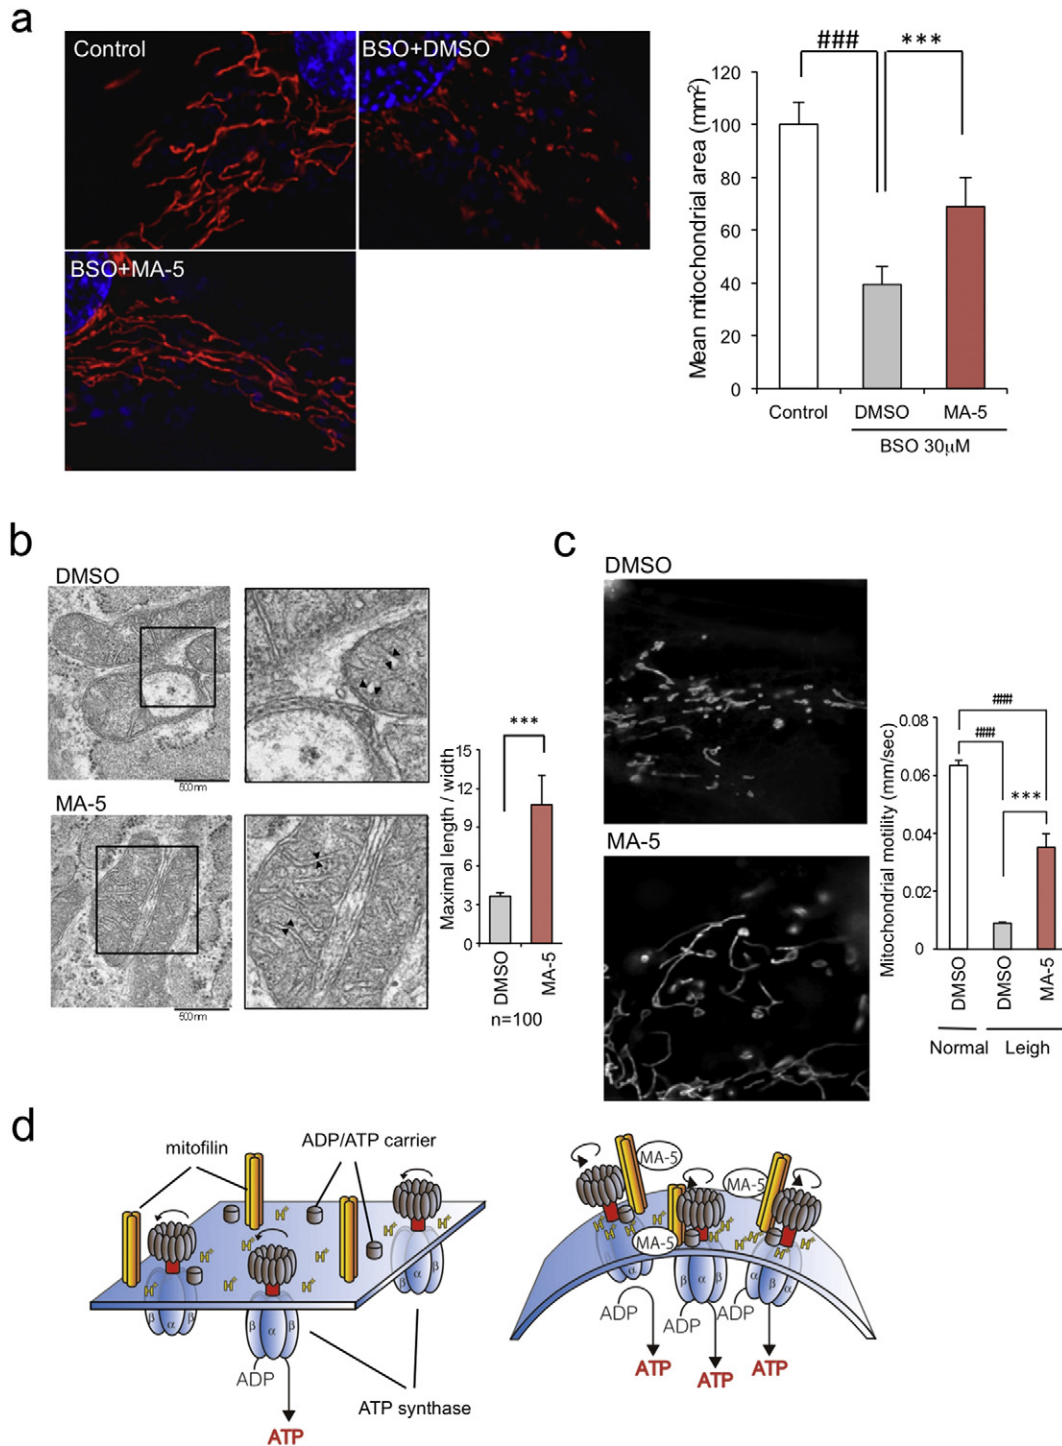 a
Control
BSO+DMSO
BSO+MA-5
###
***
Mean mitochondrial area (mm²)
120
100
80
60
40
20
0
Control
DMSO
MA-5
BSO 30μM
b
DMSO
500nm
MA-5
500nm
***
Maximal length / width
15
12
9
6
3
0
DMSO
MA-5
n=100
c
DMSO
MA-5
###
###
***
Mitochondrial motility (mm/sec)
0.08
0.06
0.04
0.02
0
DMSO
DMSO
MA-5
Normal
Leigh
d
mitofilin
ADP/ATP carrier
H⁺
H⁺
H⁺
H⁺
H⁺
H⁺
H⁺
H⁺
β
α
β
β
α
β
β
α
β
ADP
ATP
ATP synthase
MA-5
MA-5
MA-5
H⁺
H⁺
H⁺
H⁺
H⁺
H⁺
H⁺
H⁺
H⁺
α
β
β
α
β
β
α
β
ADP
ADP
ADP
ATP
ATP
ATP